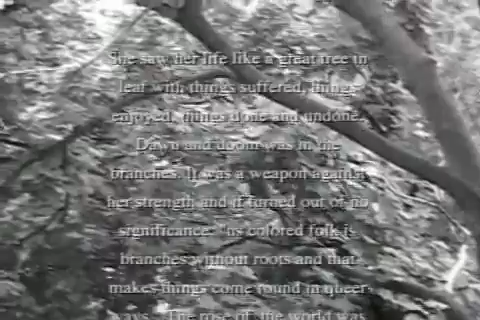 She saw her life like a great tree in
leaf with things suffered, things
enjoyed, things done and undone.
Dawn and doom was in the
branches. It was a weapon against
her strength and if turned out of no
significance. "us colored folk is
branches without roots and that
makes things come round in queer
ways." The rose of the world was